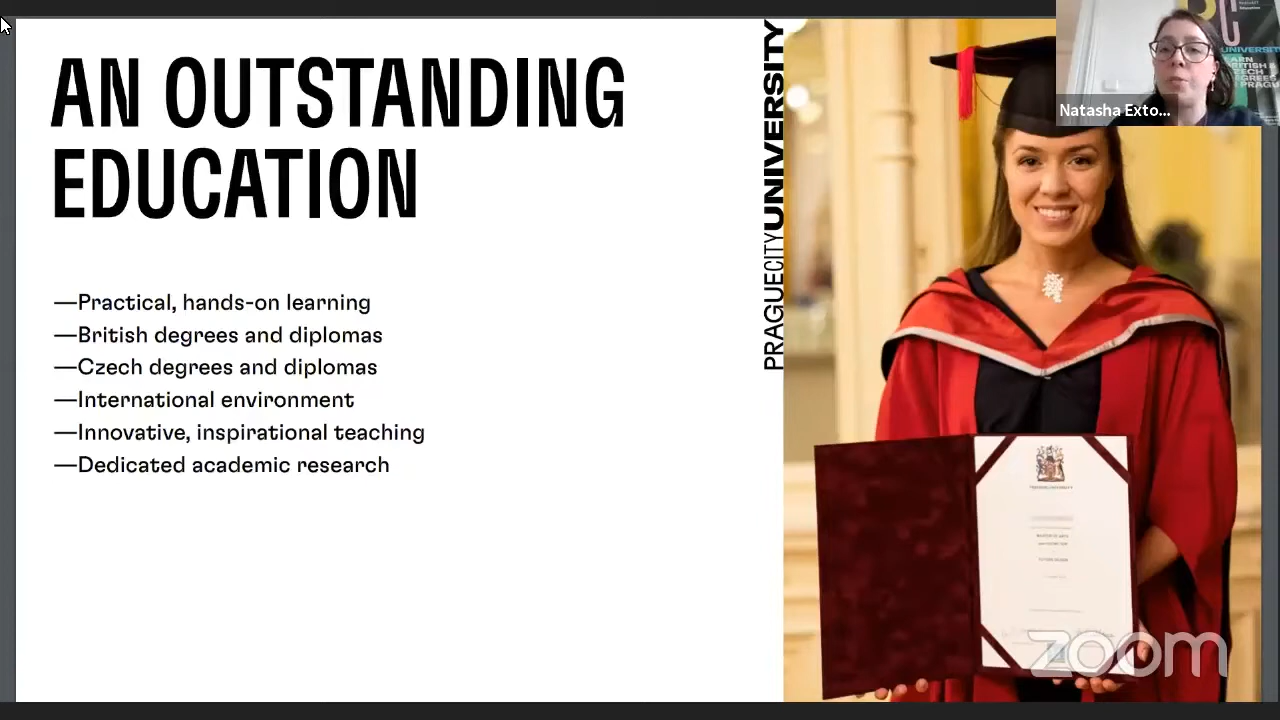 AN OUTSTANDING
EDUCATION
—Practical, hands-on learning
—British degrees and diplomas
—Czech degrees and diplomas
—International environment
—Innovative, inspirational teaching
—Dedicated academic research
PRAGUECITYUNIVERSITY
Natasha Exto...
UNIVERSITY
zoom